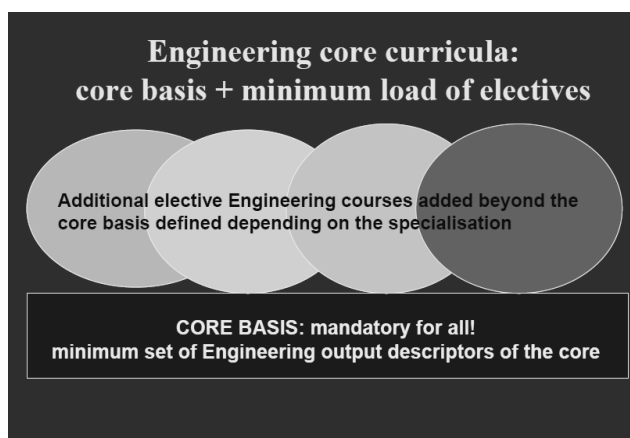 Engineering core curricula:
core basis + minimum load of electives
Additional elective Engineering courses added beyond the
core basis defined depending on the specialisation
CORE BASIS: mandatory for all!
minimum set of Engineering output descriptors of the core